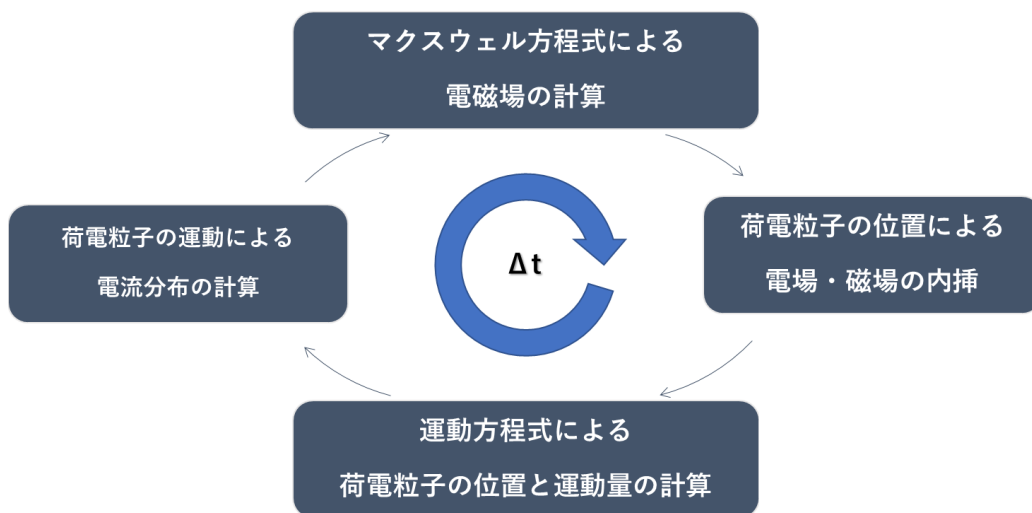 マクスウェル方程式による
電磁場の計算
荷電粒子の位置による
電場・磁場の内挿
運動方程式による
荷電粒子の位置と運動量の計算
荷電粒子の運動による
電流分布の計算
Δt